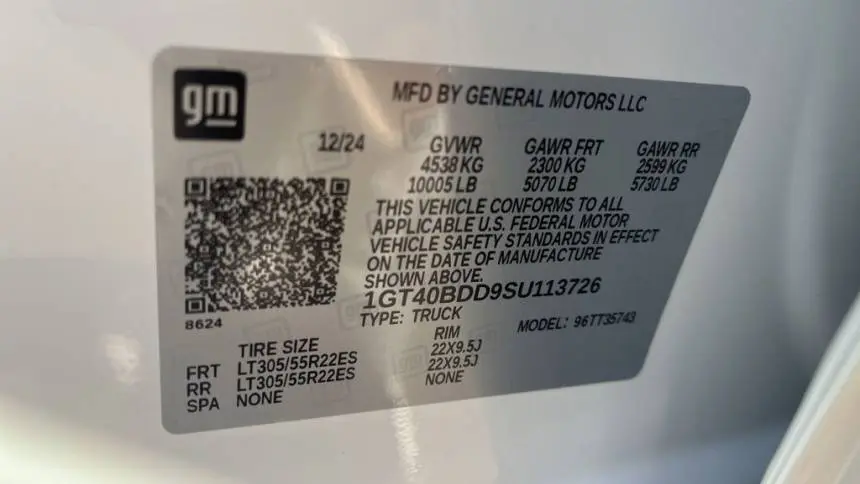 gm
MFD BY GENERAL MOTORS LLC
12/24 GVWR GAWR FRT GAWR RR
4538 KG 2300 KG 2599 KG
10005 LB 5070 LB 5730 LB
THIS VEHICLE CONFORMS TO ALL
APPLICABLE U.S. FEDERAL MOTOR
VEHICLE SAFETY STANDARDS IN EFFECT
ON THE DATE OF MANUFACTURE
SHOWN ABOVE.
1GT40BDD9SU113726
8624
TYPE: TRUCK MODEL: 96TT35743
TIRE SIZE RIM
FRT LT305/55R22ES 22X9.5J
RR LT305/55R22ES 22X9.5J
SPA NONE NONE